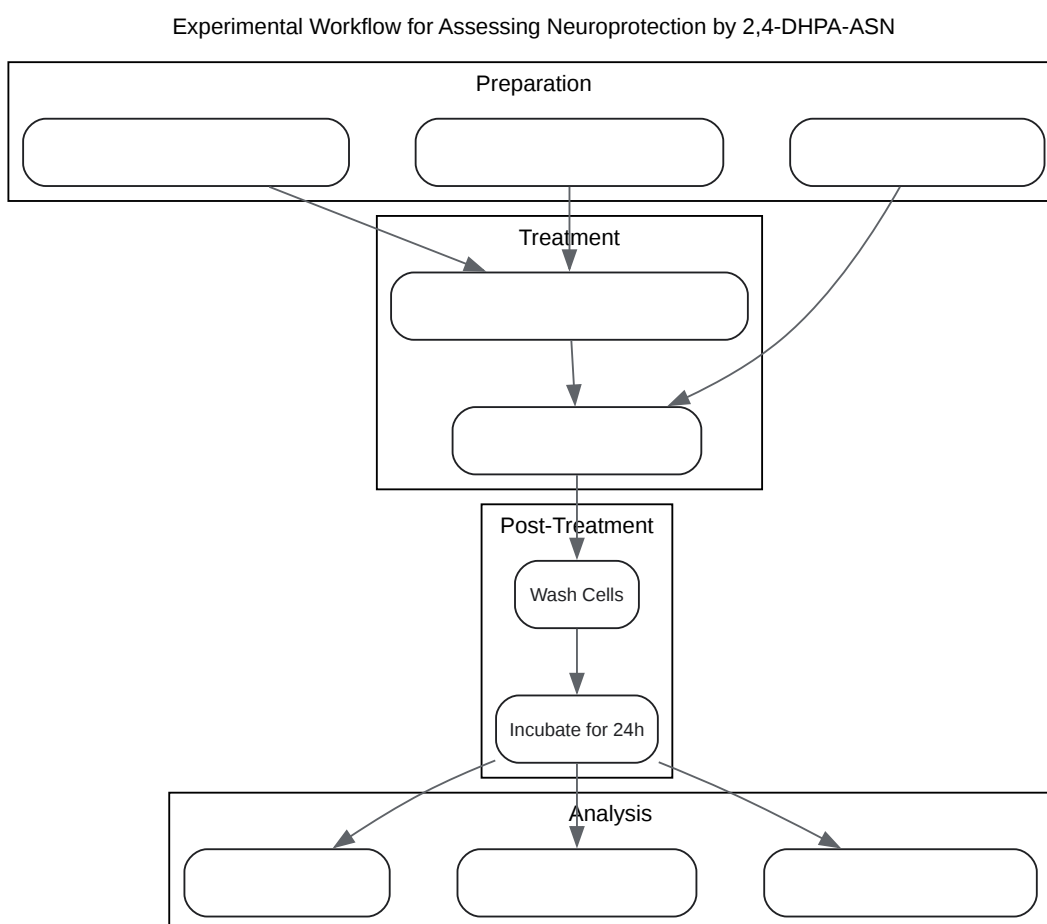 Experimental Workflow for Assessing Neuroprotection by 2,4-DHPA-ASN
Preparation
Treatment
Post-Treatment
Wash Cells
Incubate for 24h
Analysis